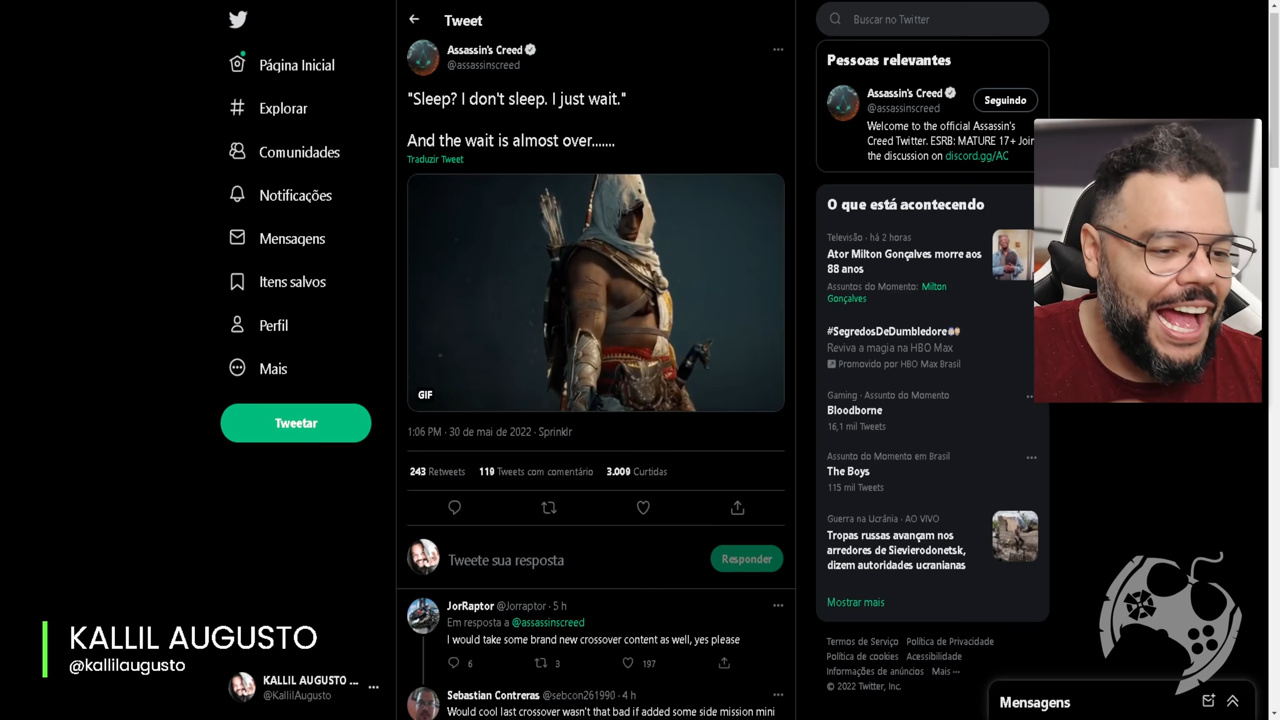 Página Inicial
Explorar
Comunidades
Notificações
Mensagens
Itens salvos
Perfil
Mais
Tweetar
KALLIL AUGUSTO
@kallilaugusto
KALLIL AUGUSTO ...
@KallilAugusto
Tweet
Assassin's Creed
@assassinscreed
"Sleep? I don't sleep. I just wait."
And the wait is almost over.......
Traduzir Tweet
GIF
1:06 PM · 30 de mai de 2022 · Sprinklr
243 Retweets 119 Tweets com comentário 3.009 Curtidas
Tweete sua resposta
Responder
JorRaptor @Jorraptor · 5 h
Em resposta a @assassinscreed
I would take some brand new crossover content as well, yes please
6 3 197
Sebastian Contreras @sebcon261990 · 4 h
Would cool last crossover wasn't that bad if added some side mission mini
Buscar no Twitter
Pessoas relevantes
Assassin's Creed
@assassinscreed
Seguindo
Welcome to the official Assassin's
Creed Twitter. ESRB: MATURE 17+ Join
the discussion on discord.gg/AC
O que está acontecendo
Televisão · há 2 horas
Ator Milton Gonçalves morre aos
88 anos
Assuntos do Momento: Milton
Gonçalves
#SegredosDeDumbledore
Reviva a magia na HBO Max
Promovido por HBO Max Brasil
Gaming · Assunto do Momento
Bloodborne
16,1 mil Tweets
Assunto do Momento em Brasil
The Boys
115 mil Tweets
Guerra na Ucrânia · AO VIVO
Tropas russas avançam nos
arredores de Sievierodonetsk,
dizem autoridades ucranianas
Mostrar mais
Termos de Serviço Política de Privacidade
Política de cookies Acessibilidade
Informações de anúncios Mais ···
© 2022 Twitter, Inc.
Mensagens